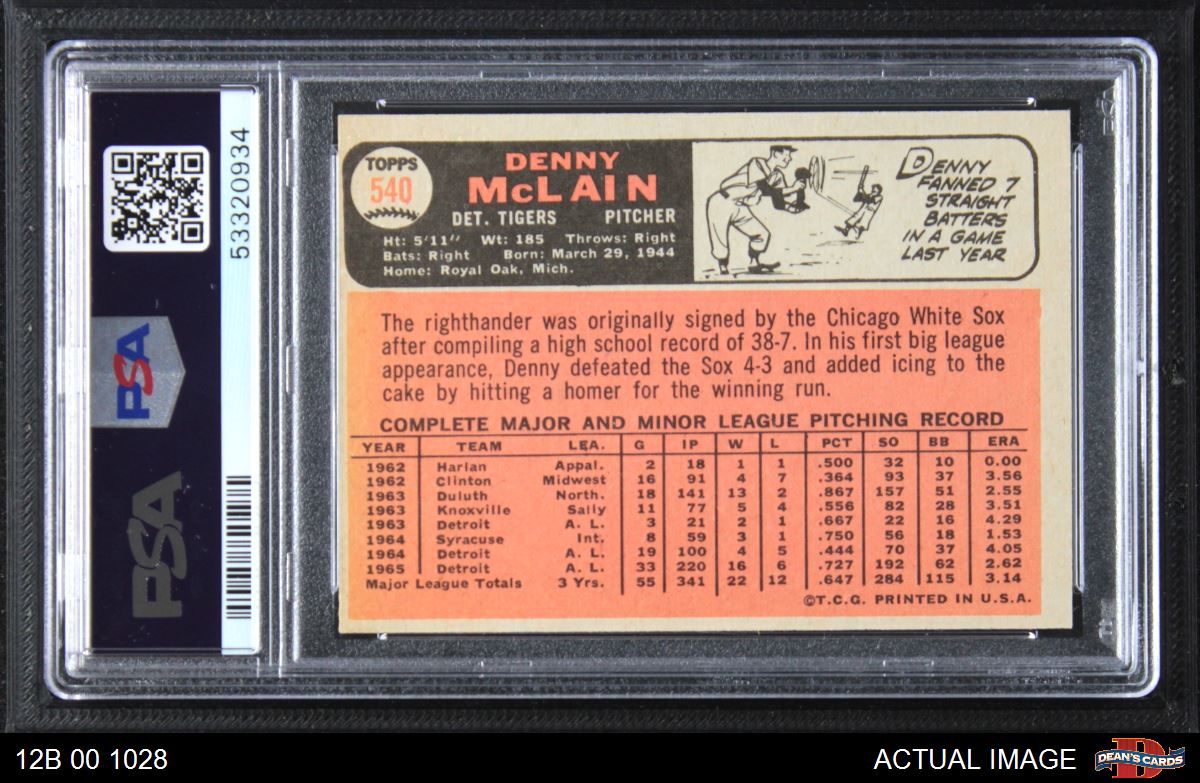 53320934
PSA
PSA
TOPPS
540
DENNY
McLAIN
DET. TIGERS PITCHER
Ht: 5'11" Wt: 185 Throws: Right
Bats: Right Born: March 29, 1944
Home: Royal Oak, Mich.
DENNY
FANNED 7
STRAIGHT
BATTERS
IN A GAME
LAST YEAR
The righthander was originally signed by the Chicago White Sox
after compiling a high school record of 38-7. In his first big league
appearance, Denny defeated the Sox 4-3 and added icing to the
cake by hitting a homer for the winning run.
COMPLETE MAJOR AND MINOR LEAGUE PITCHING RECORD
YEAR TEAM LEA. G IP W L PCT SO BB ERA
1962 Harlan Appal. 2 18 1 1 .500 32 10 0.00
1962 Clinton Midwest 16 91 4 7 .364 93 37 3.56
1963 Duluth North. 18 141 13 2 .867 157 51 2.55
1963 Knoxville Sally 11 77 5 4 .556 82 28 3.51
1963 Detroit A. L. 3 21 2 1 .667 22 16 4.29
1964 Syracuse Int. 8 59 3 1 .750 56 18 1.53
1964 Detroit A. L. 19 100 4 5 .444 70 37 4.05
1965 Detroit A. L. 33 220 16 6 .727 192 62 2.62
Major League Totals 3 Yrs. 55 341 22 12 .647 284 115 3.14
©T.C.G. PRINTED IN U.S.A.
12B 00 1028
ACTUAL IMAGE
DEAN'S CARDS